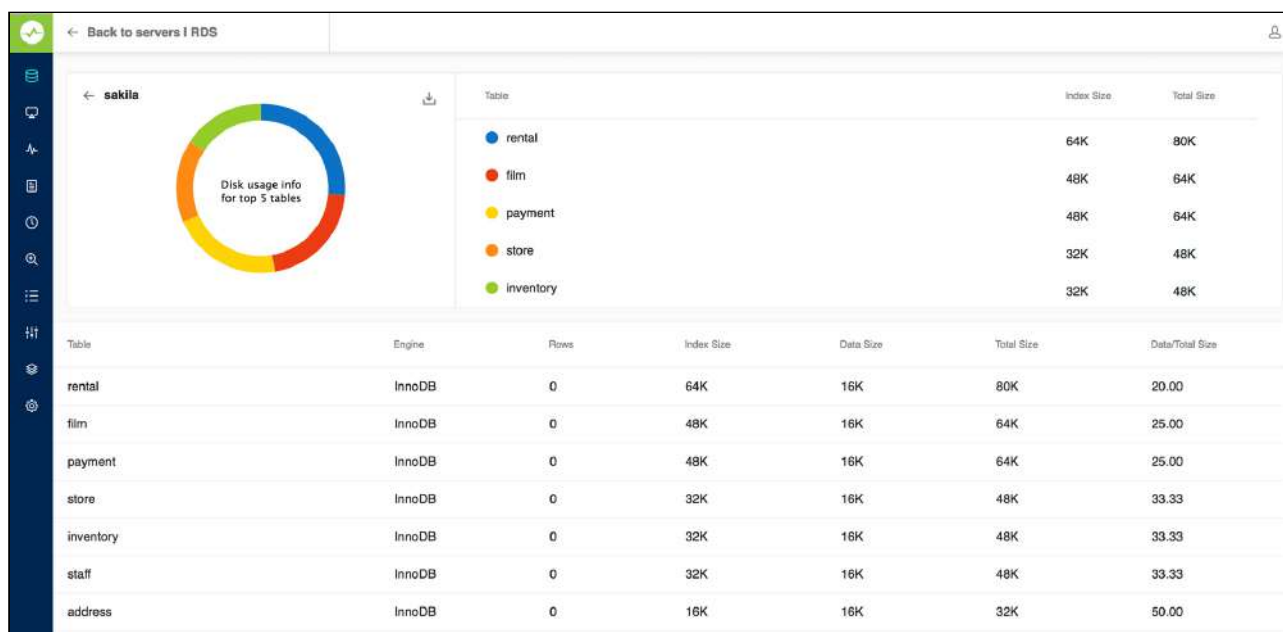 ← Back to servers | RDS
← sakila
Disk usage info
for top 5 tables
Table Index Size Total Size
rental 64K 80K
film 48K 64K
payment 48K 64K
store 32K 48K
inventory 32K 48K
Table Engine Rows Index Size Data Size Total Size Data/Total Size
rental InnoDB 0 64K 16K 80K 20.00
film InnoDB 0 48K 16K 64K 25.00
payment InnoDB 0 48K 16K 64K 25.00
store InnoDB 0 32K 16K 48K 33.33
inventory InnoDB 0 32K 16K 48K 33.33
staff InnoDB 0 32K 16K 48K 33.33
address InnoDB 0 16K 16K 32K 50.00